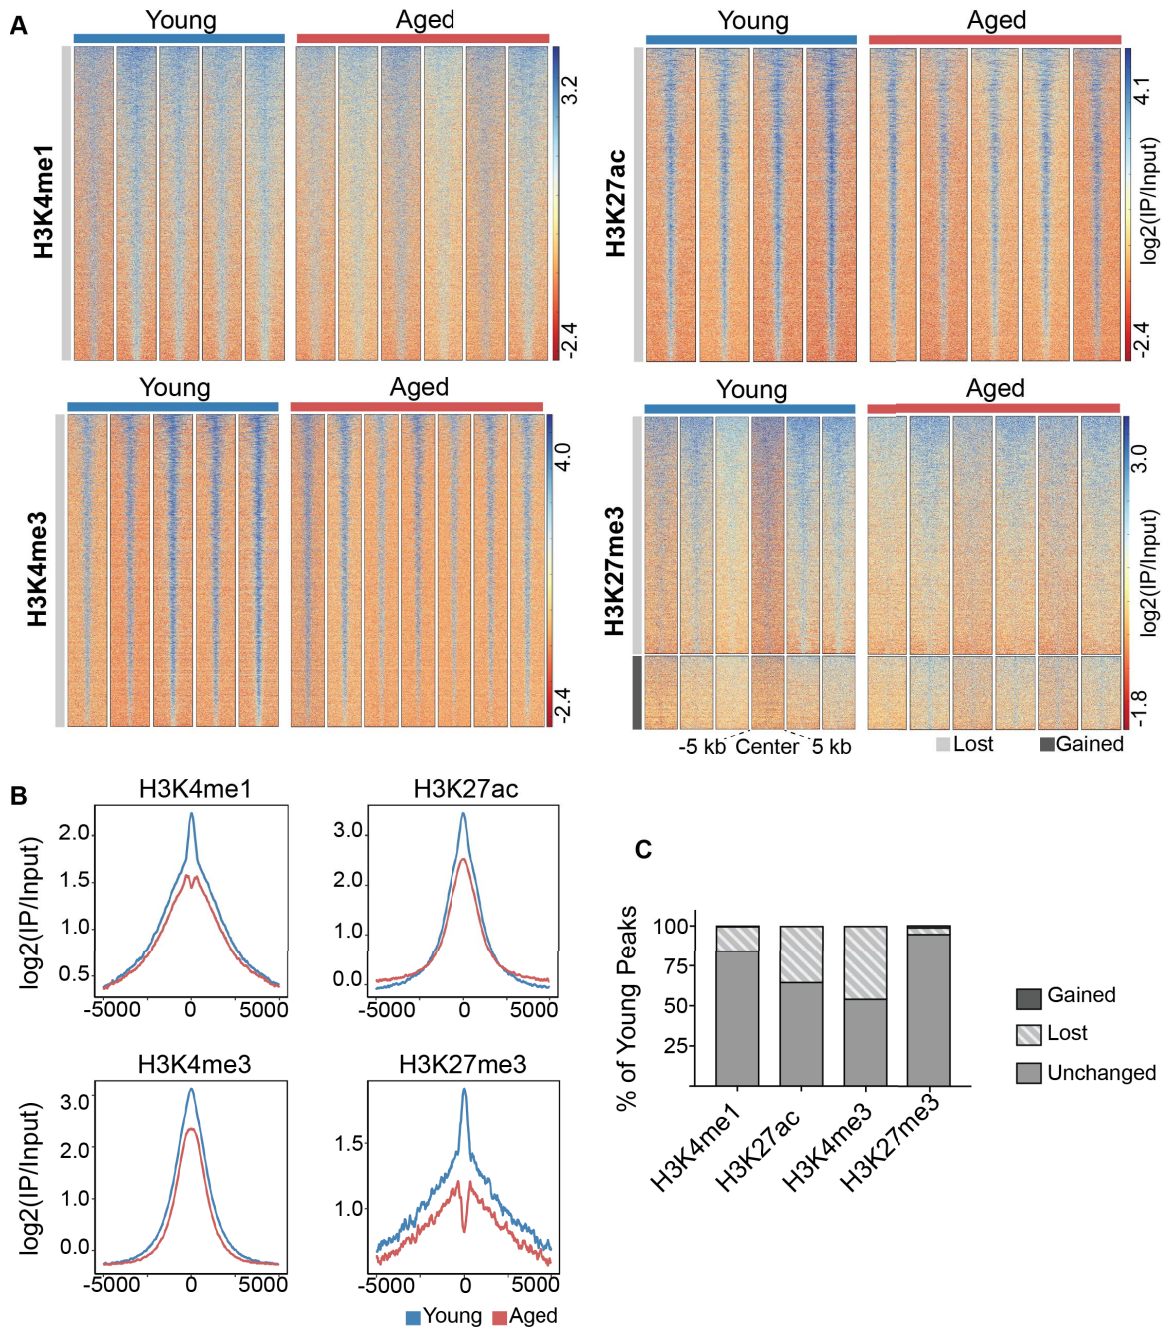 A
Young
Aged
H3K4me1
3.2
-2.4
Young
Aged
H3K27ac
4.1
log2(IP/Input)
-2.4
Young
Aged
H3K4me3
4.0
-2.4
Young
Aged
H3K27me3
3.0
log2(IP/Input)
-1.8
-5 kb Center 5 kb
Lost Gained
B
H3K4me1
log2(IP/Input)
2.0
1.5
1.0
0.5
-5000 0 5000
H3K27ac
3.0
2.0
1.0
0.0
-5000 0 5000
H3K4me3
log2(IP/Input)
3.0
2.0
1.0
0.0
-5000 0 5000
H3K27me3
1.5
1.0
-5000 0 5000
Young Aged
C
% of Young Peaks
100
75
50
25
H3K4me1
H3K27ac
H3K4me3
H3K27me3
Gained
Lost
Unchanged